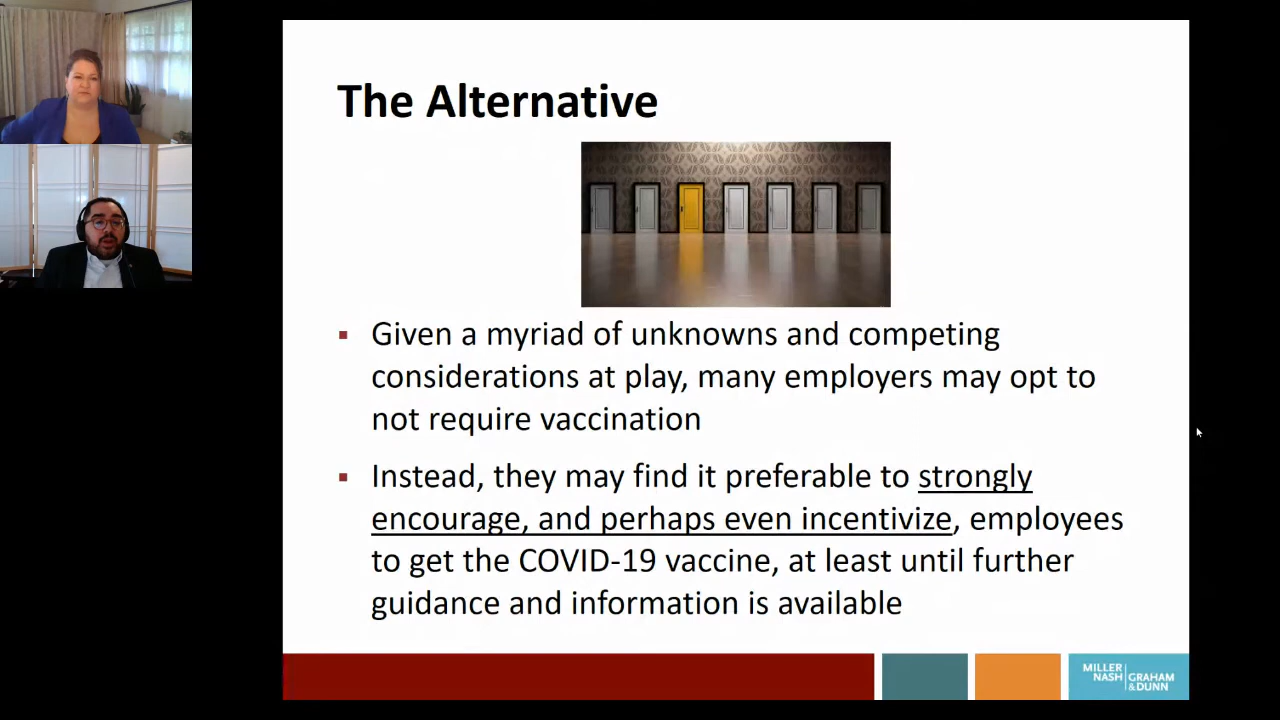 The Alternative
Given a myriad of unknowns and competing
considerations at play, many employers may opt to
not require vaccination
Instead, they may find it preferable to strongly
encourage, and perhaps even incentivize, employees
to get the COVID-19 vaccine, at least until further
guidance and information is available
MILLER
NASH
GRAHAM
& DUNN